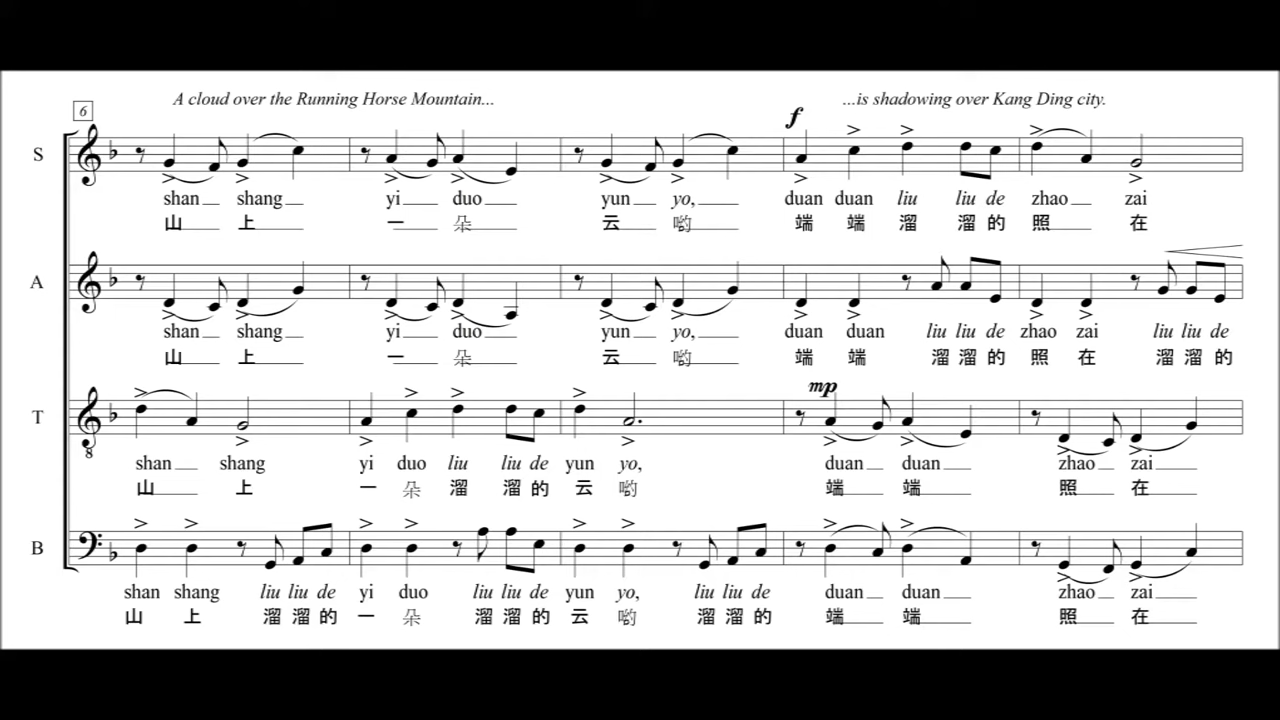 A cloud over the Running Horse Mountain... ...is shadowing over Kang Ding city.
6
f
S
shan shang yi duo yun yo, duan duan liu liu de zhao zai
山 上 一 朵 云 哟 端 端 溜 溜 的 照 在
A
shan shang yi duo yun yo, duan duan liu liu de zhao zai liu liu de
山 上 一 朵 云 哟 端 端 溜 溜 的 照 在 溜 溜 的
mp
T
8
shan shang yi duo liu liu de yun yo, duan duan zhao zai
山 上 一 朵 溜 溜 的 云 哟 端 端 照 在
B
shan shang liu liu de yi duo liu liu de yun yo, liu liu de duan duan zhao zai
山 上 溜 溜 的 一 朵 溜 溜 的 云 哟 溜 溜 的 端 端 照 在